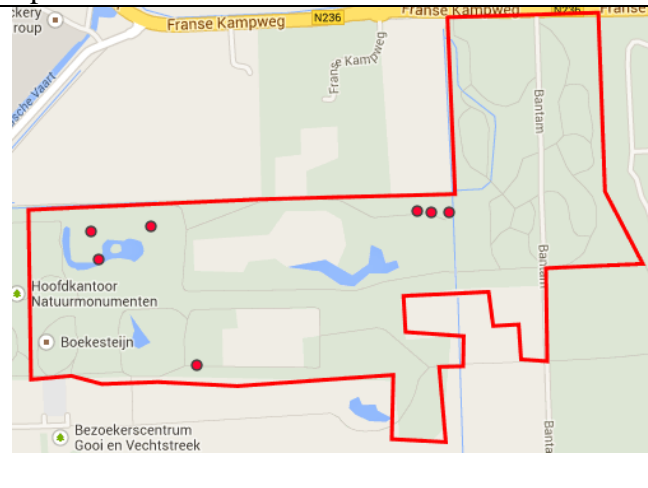 ckery
roup
Franse Kampweg
N236
Franse Kampweg
N236
Franse
Franse Kampweg
sche Vaart
Bantam
Bantam
Hoofdkantoor
Natuurmonumenten
Boekesteijn
Bezoekerscentrum
Gooi en Vechtstreek
Banta